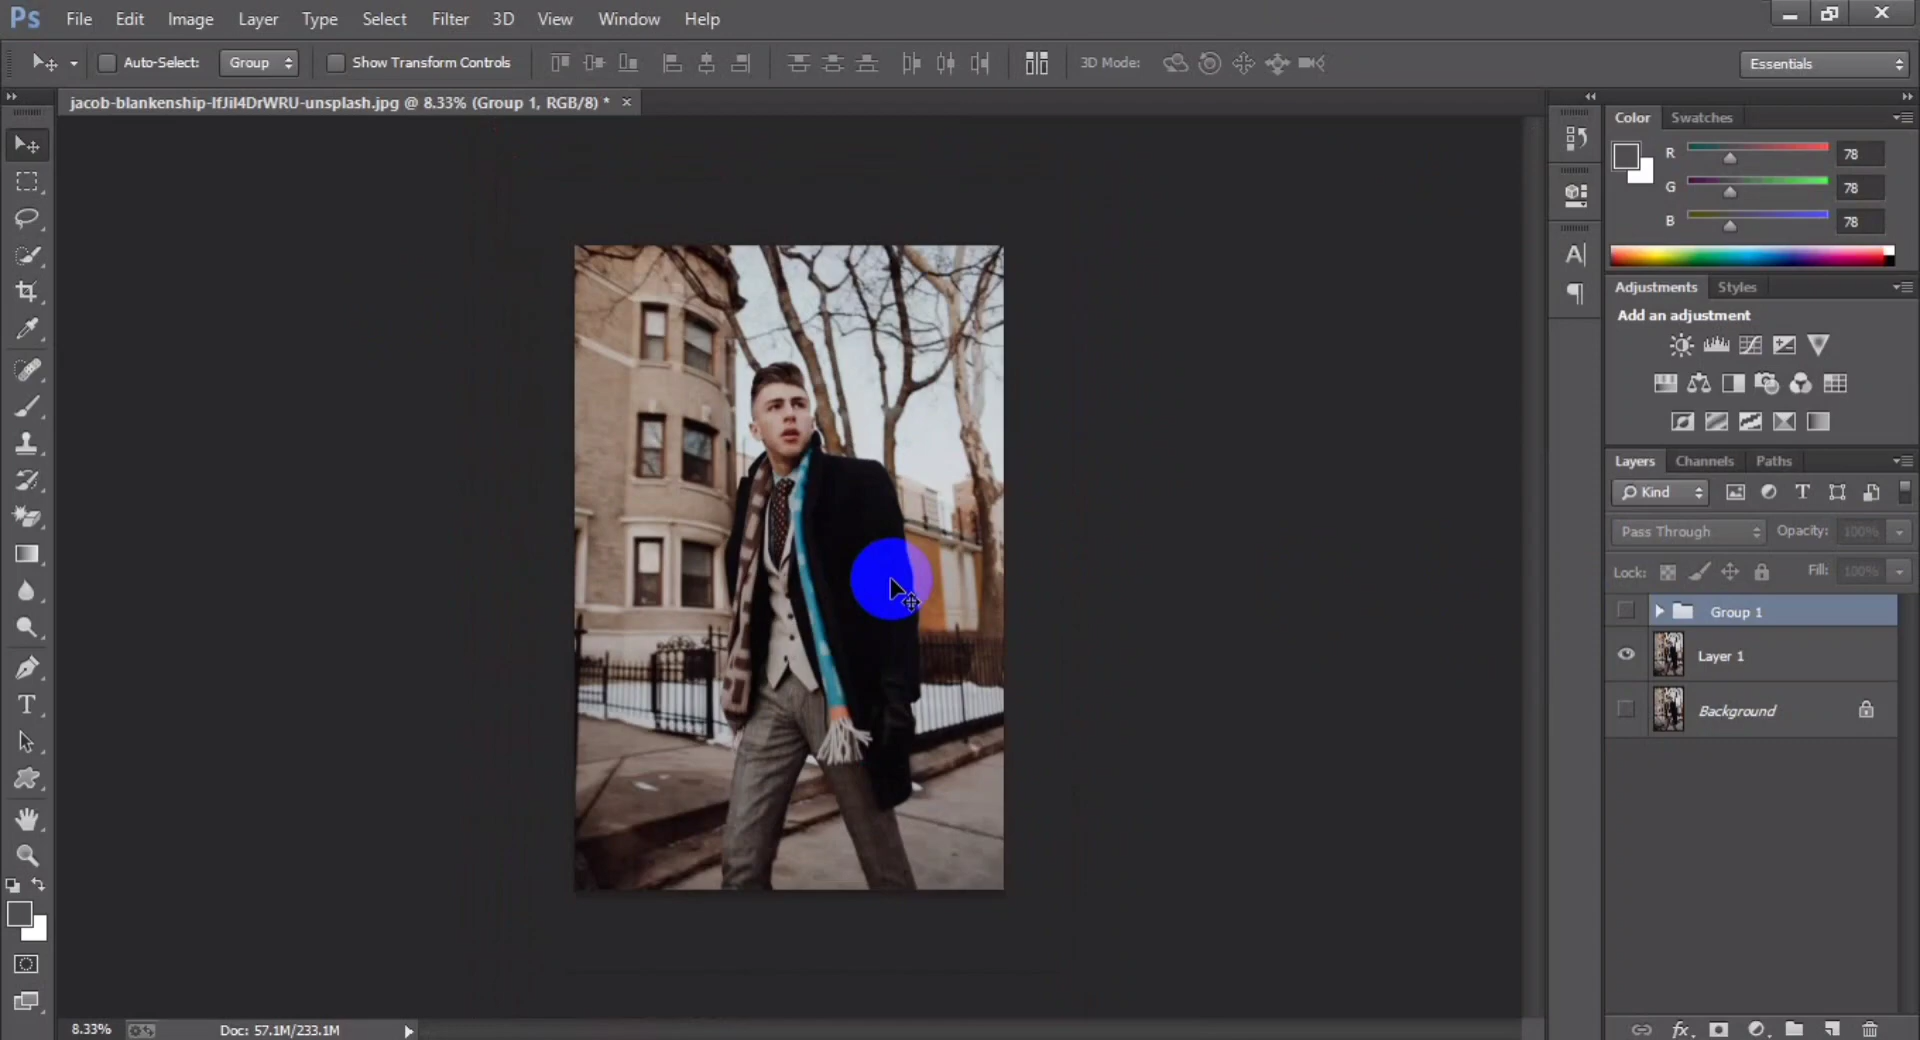 Ps File Edit Image Layer Type Select Filter 3D View Window Help
Auto-Select: Group Show Transform Controls 3D Mode: Essentials
jacob-blankenship-IfJil4DrWRU-unsplash.jpg @ 8.33% (Group 1, RGB/8) * ×
Color Swatches
R 78
G 78
B 78
Adjustments Styles
Add an adjustment
Layers Channels Paths
Kind
Pass Through Opacity: 100%
Lock: Fill: 100%
Group 1
Layer 1
Background
8.33% Doc: 57.1M/233.1M